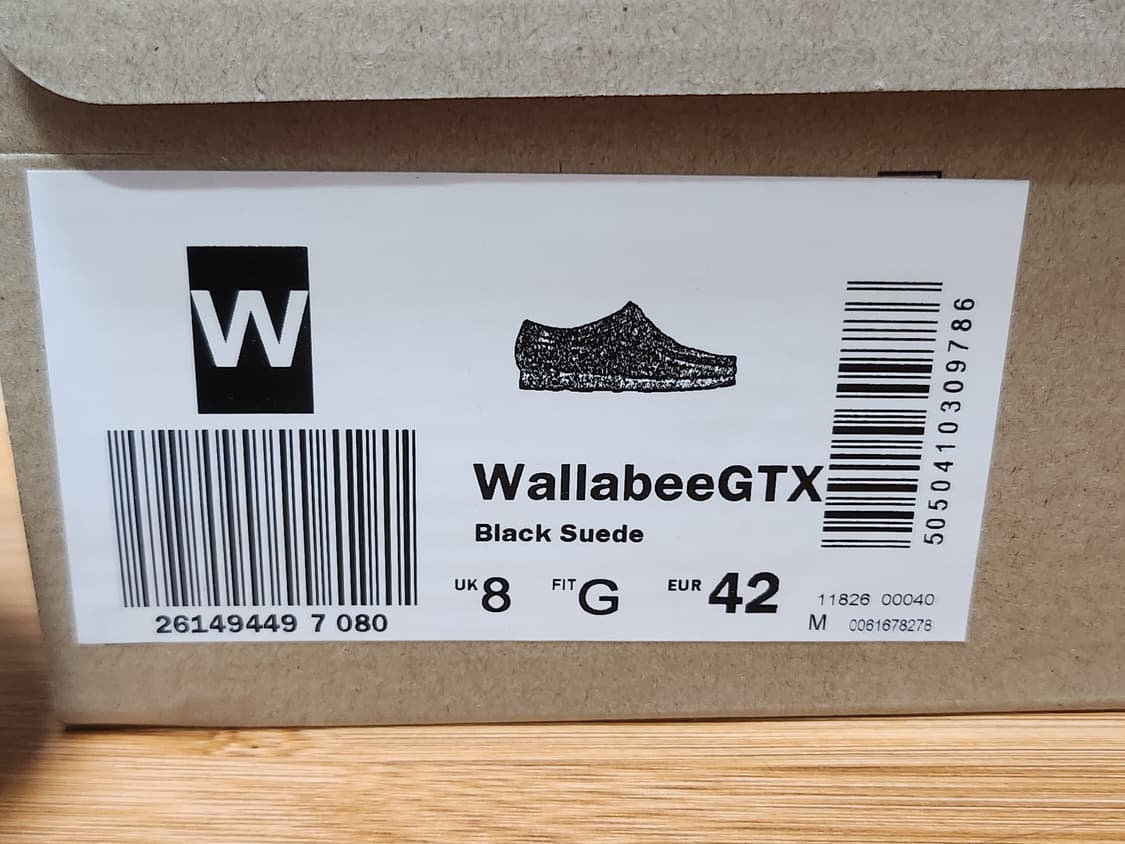 W
WallabeeGTX
Black Suede
UK 8 FIT G EUR 42
26149449 7 080
5050410309786
11826 00040
M 0061678278